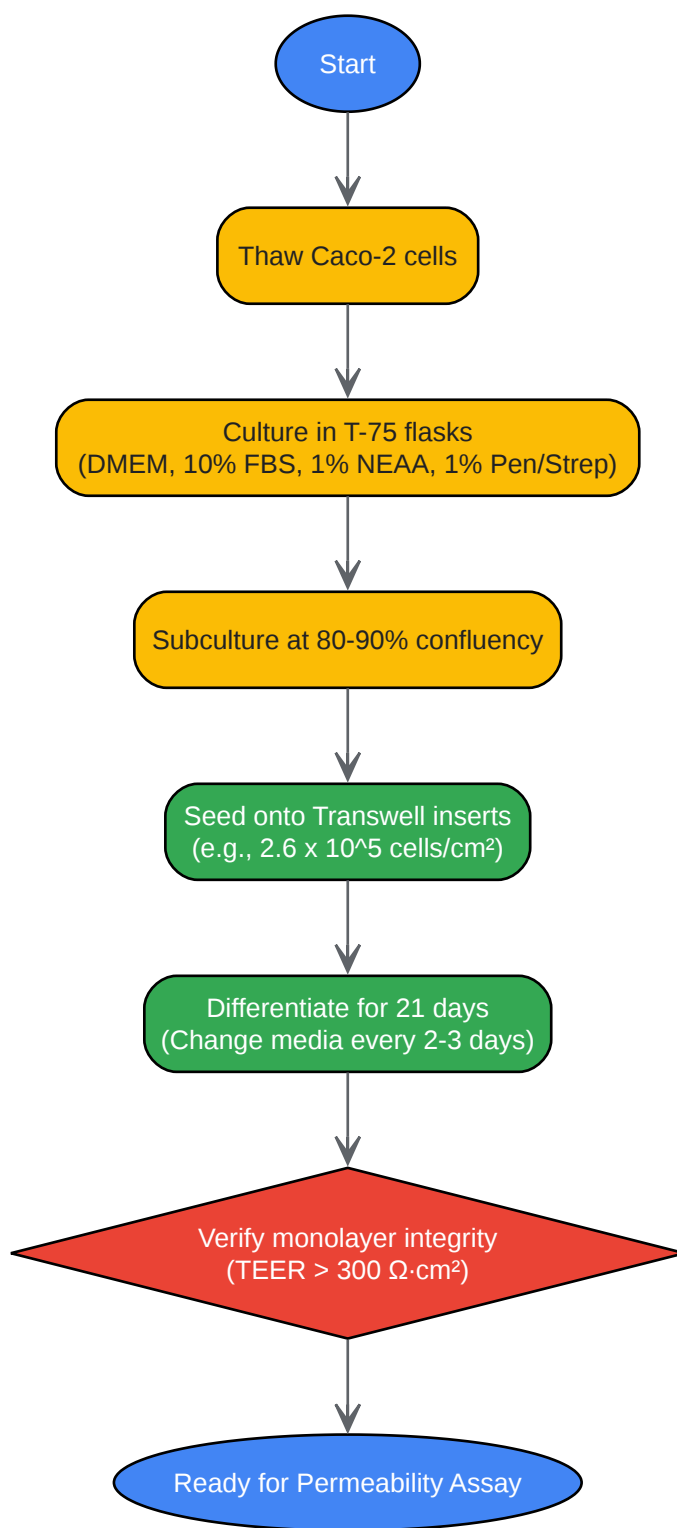 Start
Thaw Caco-2 cells
Culture in T-75 flasks
(DMEM, 10% FBS, 1% NEAA, 1% Pen/Strep)
Subculture at 80-90% confluency
Seed onto Transwell inserts
(e.g., 2.6 x 10^5 cells/cm²)
Differentiate for 21 days
(Change media every 2-3 days)
Verify monolayer integrity
(TEER > 300 Ω·cm²)
Ready for Permeability Assay